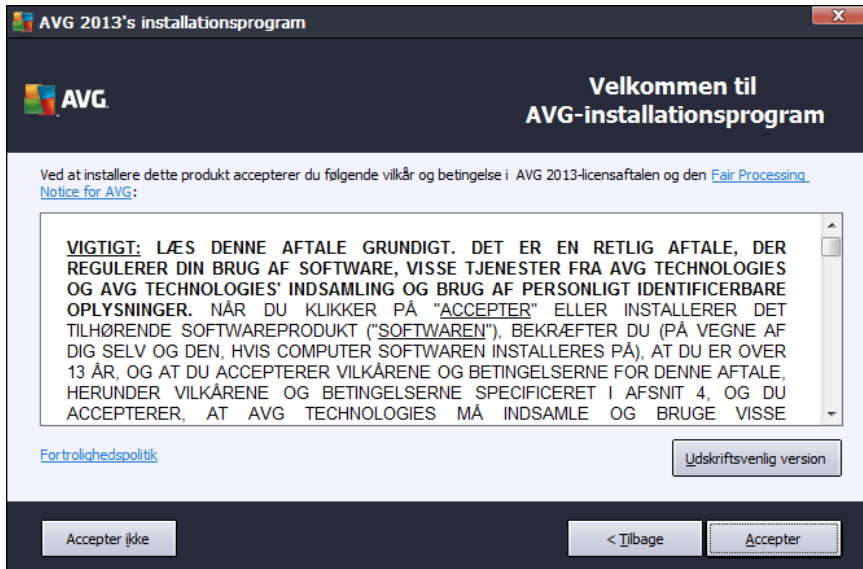 AVG 2013's installationsprogram
AVG.
Velkommen til
AVG-installationsprogram
Ved at installere dette produkt accepterer du følgende vilkår og betingelse i AVG 2013-licensaftalen og den Fair Processing
Notice for AVG:
VIGTIGT: LÆS DENNE AFTALE GRUNDIGT. DET ER EN RETLIG AFTALE, DER
REGULERER DIN BRUG AF SOFTWARE, VISSE TJENESTER FRA AVG TECHNOLOGIES
OG AVG TECHNOLOGIES' INDSAMLING OG BRUG AF PERSONLIGT IDENTIFICERBARE
OPLYSNINGER. NÅR DU KLIKKER PÅ "ACCEPTER" ELLER INSTALLERER DET
TILHØRENDE SOFTWAREPRODUKT ("SOFTWAREN"), BEKRÆFTER DU (PÅ VEGNE AF
DIG SELV OG DEN, HVIS COMPUTER SOFTWAREN INSTALLERES PÅ), AT DU ER OVER
13 ÅR, OG AT DU ACCEPTERER VILKÅRENE OG BETINGELSERNE FOR DENNE AFTALE,
HERUNDER VILKÅRENE OG BETINGELSERNE SPECIFICERET I AFSNIT 4, OG DU
ACCEPTERER, AT AVG TECHNOLOGIES MÅ INDSAMLE OG BRUGE VISSE
Fortrolighedspolitik
Udskriftsvenlig version
Accepter ikke
< Tilbage
Accepter